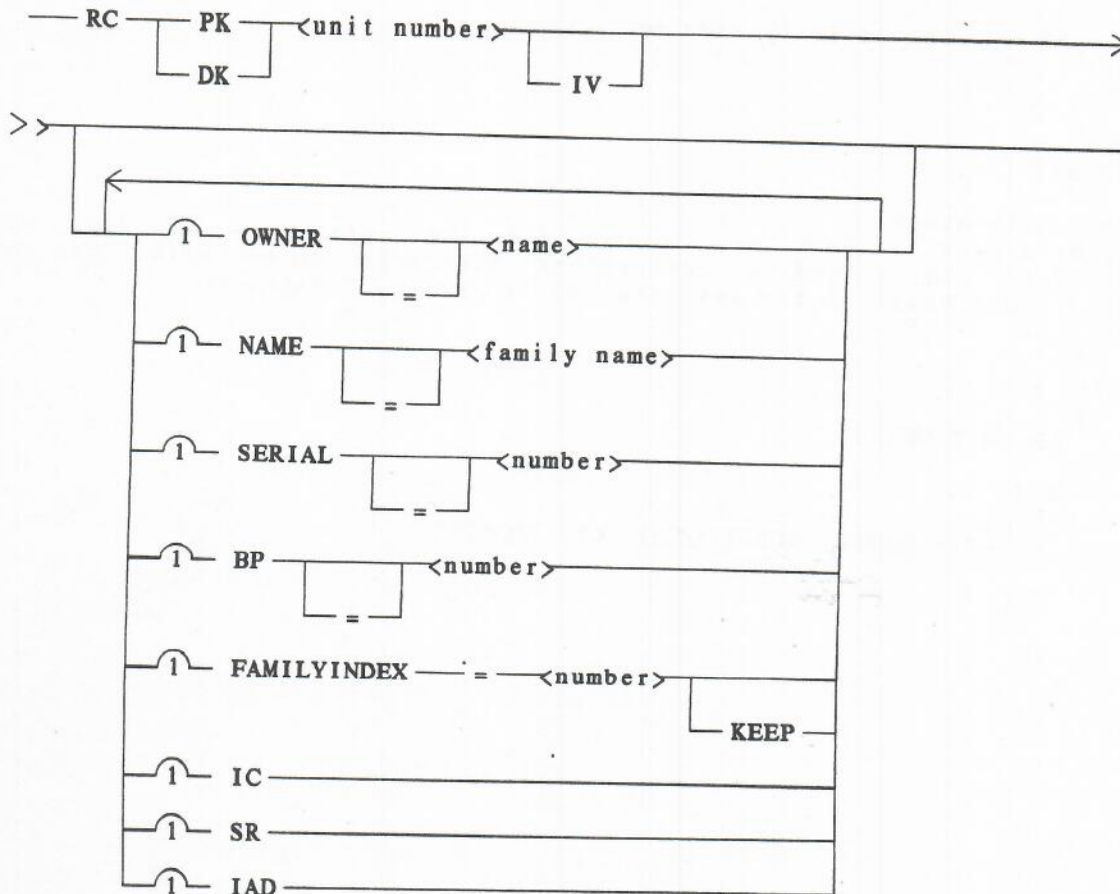 RC PK <unit number>
DK IV
>>
1 OWNER <name>
=
1 NAME <family name>
=
1 SERIAL <number>
=
1 BP <number>
=
1 FAMILYINDEX = <number>
KEEP
1 IC
1 SR
1 IAD